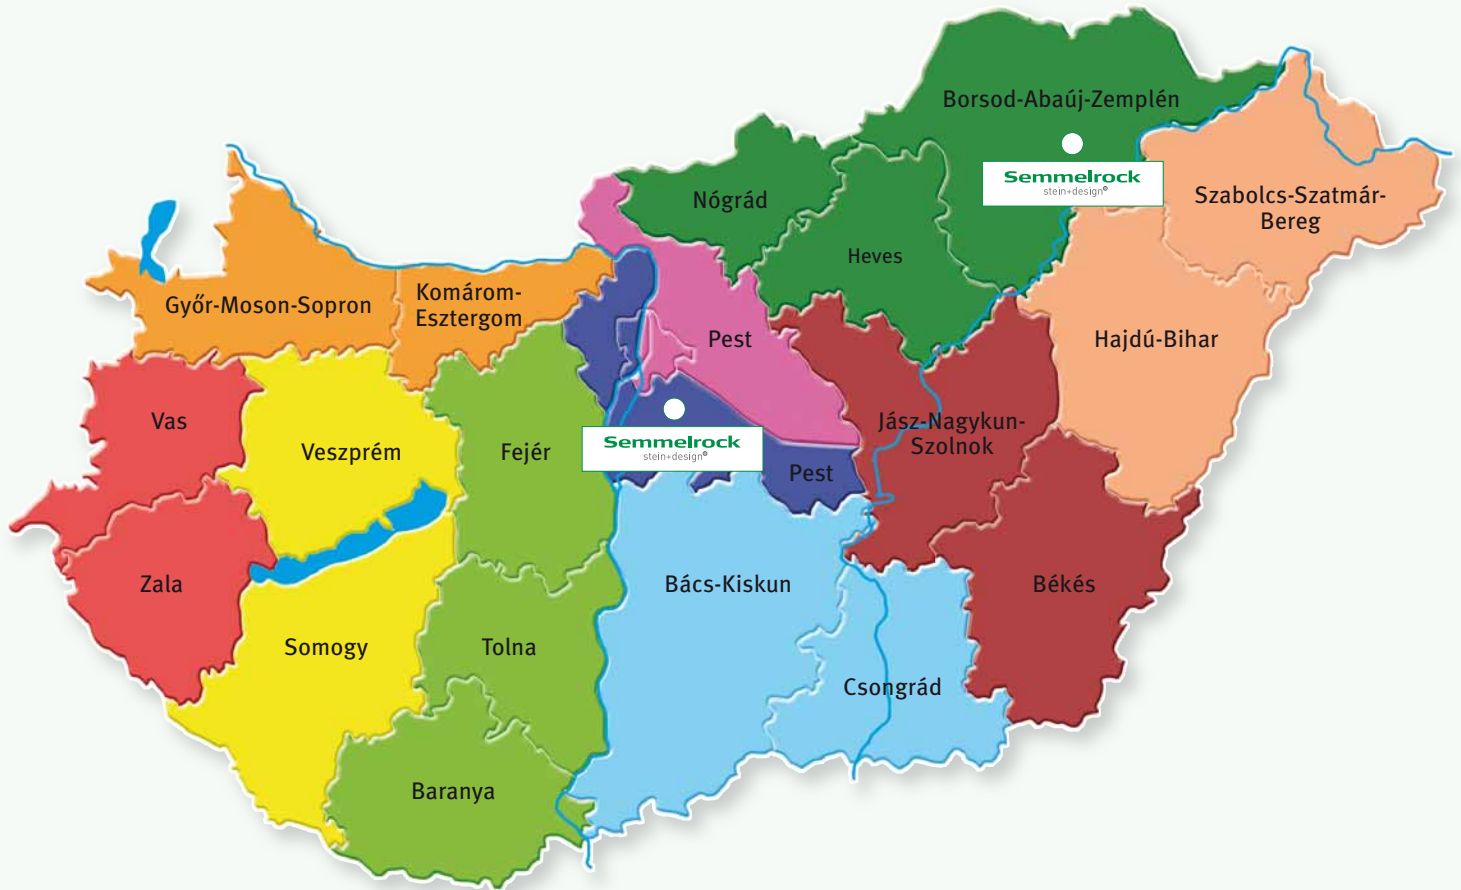 Borsod-Abaúj-Zemplén
Semmelrock
stein+design®
Szabolcs-Szatmár-
Bereg
Nógrád
Heves
Győr-Moson-Sopron
Komárom-
Esztergom
Pest
Hajdú-Bihar
Vas
Veszprém
Fejér
Semmelrock
stein+design®
Jász-Nagykun-
Szolnok
Pest
Zala
Bács-Kiskun
Békés
Somogy
Tolna
Csongrád
Baranya